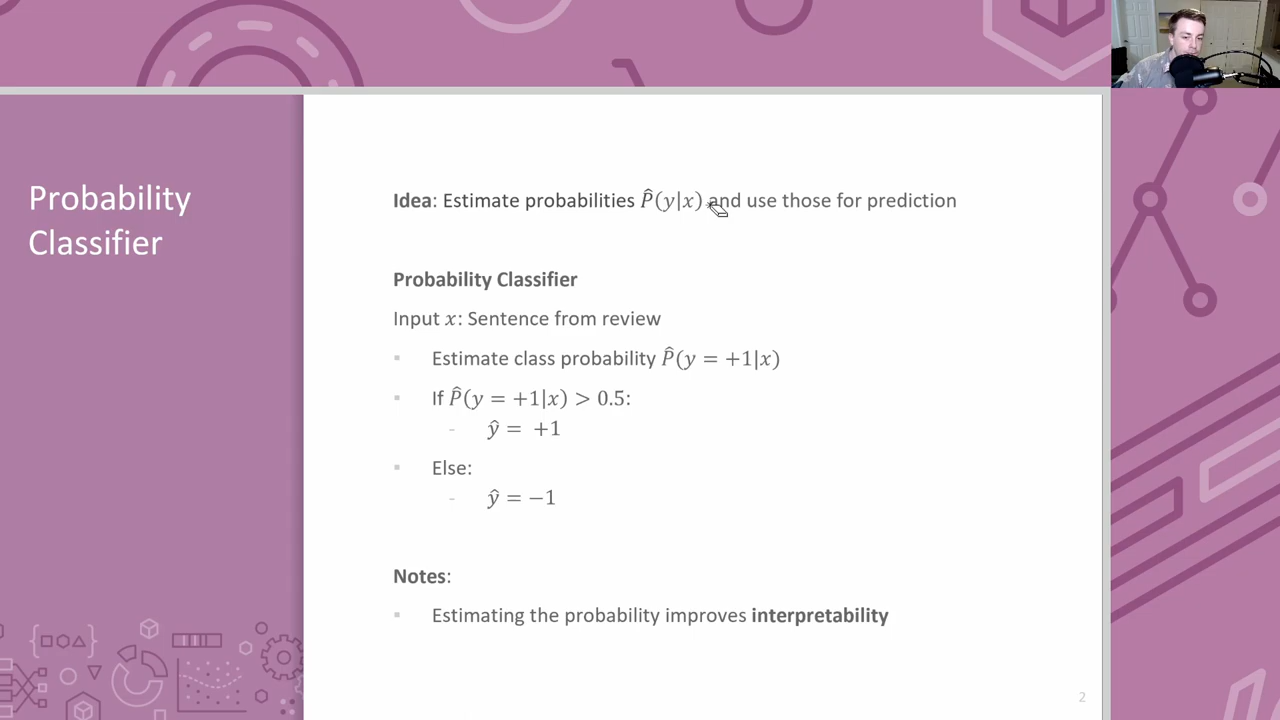 Probability
Classifier
Idea: Estimate probabilities P̂(y|x) and use those for prediction
Probability Classifier
Input x: Sentence from review
▪ Estimate class probability P̂(y = +1|x)
▪ If P̂(y = +1|x) > 0.5:
- ŷ = +1
▪ Else:
- ŷ = −1
Notes:
▪ Estimating the probability improves interpretability
2